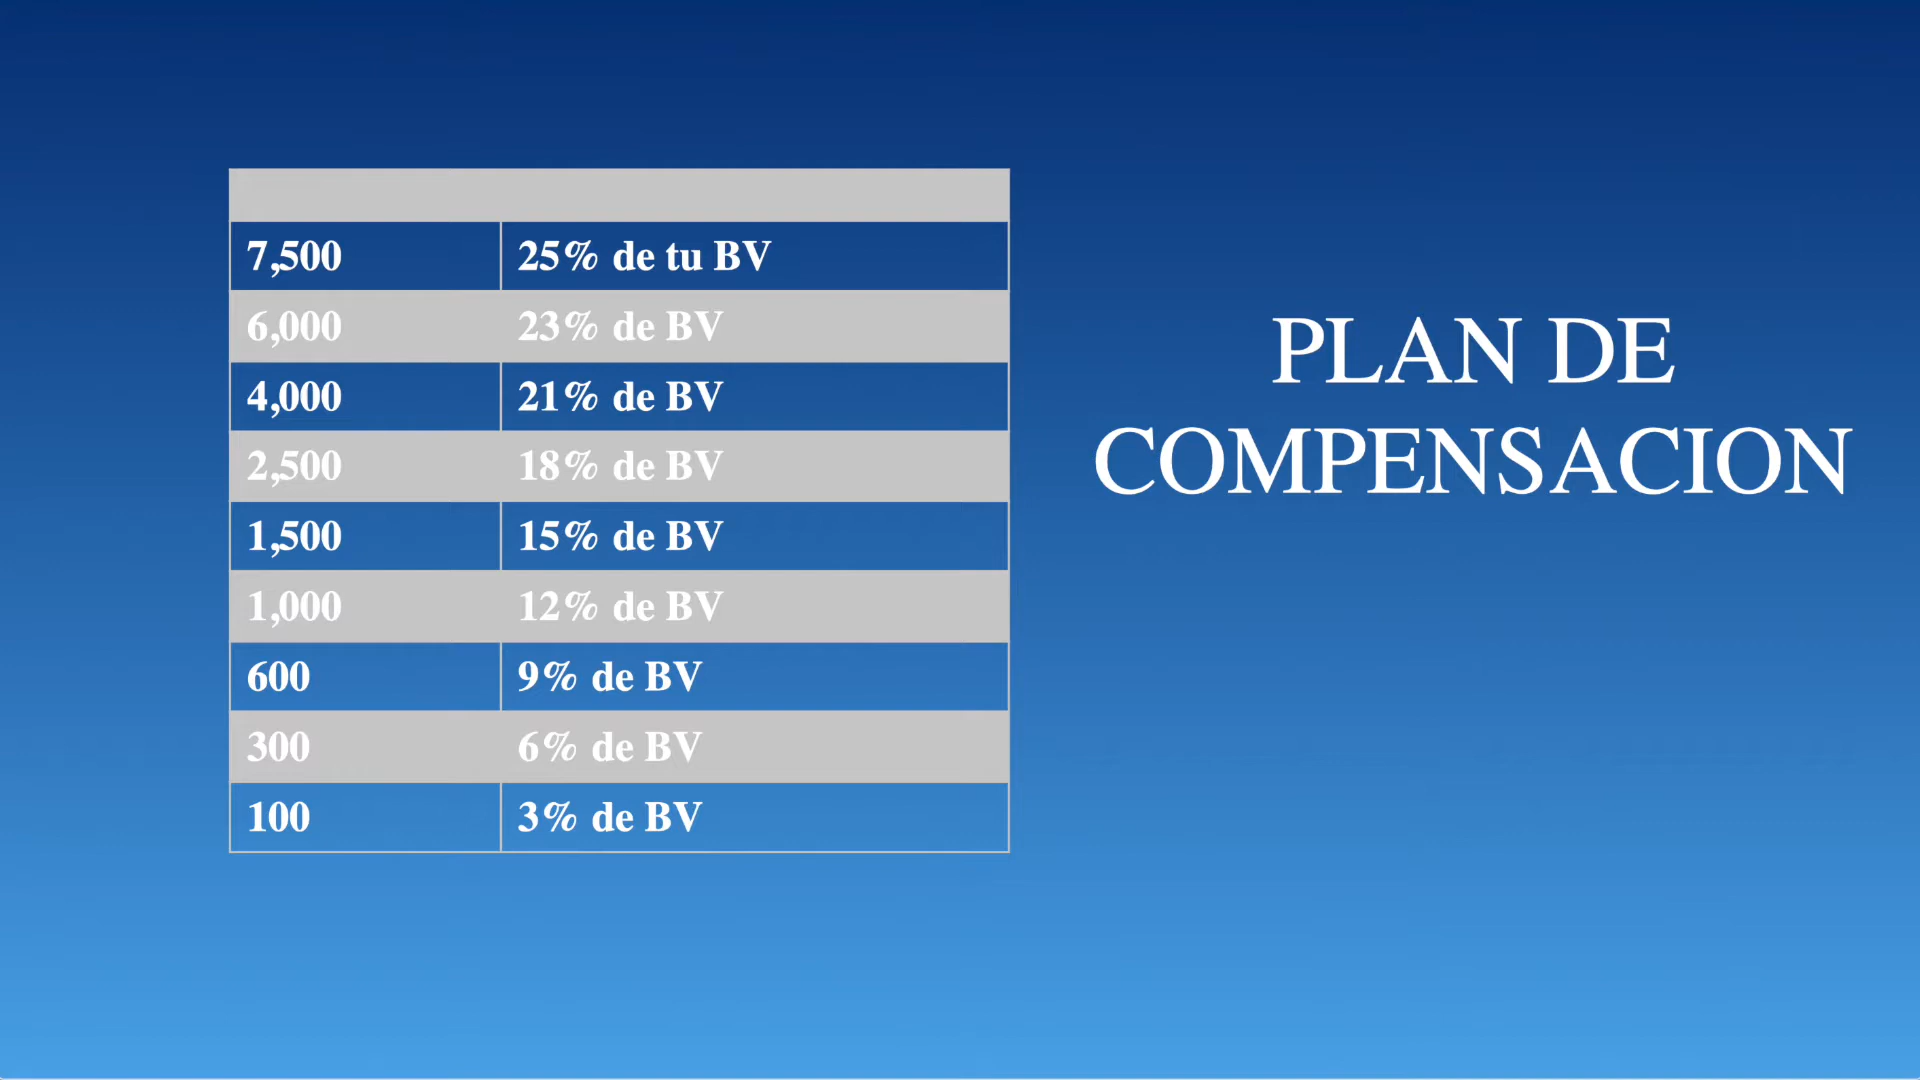 7,500 25% de tu BV
6,000 23% de BV
4,000 21% de BV
2,500 18% de BV
1,500 15% de BV
1,000 12% de BV
600 9% de BV
300 6% de BV
100 3% de BV
PLAN DE
COMPENSACION